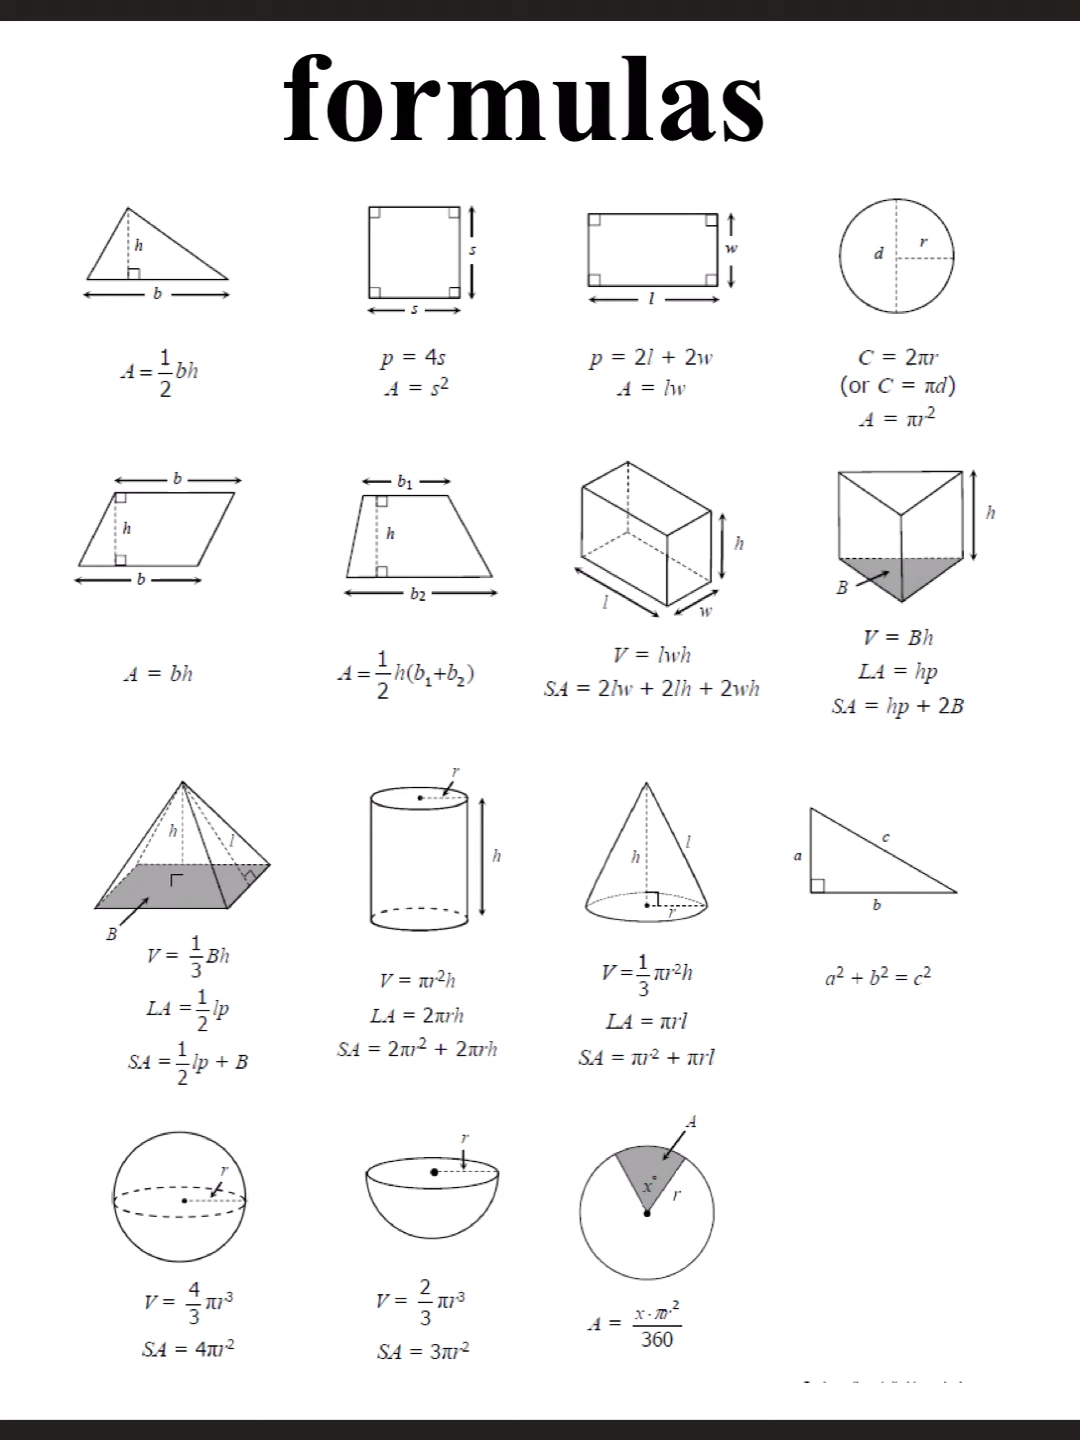 formulas
h
b
s
s
w
l
d r
A = 1/2 bh
p = 4s
A = s²
p = 2l + 2w
A = lw
C = 2πr
(or C = πd)
A = πr²
b
h
b
b₁
h
b₂
h
l
w
h
B
A = bh
A = 1/2 h(b₁+b₂)
V = lwh
SA = 2lw + 2lh + 2wh
V = Bh
LA = hp
SA = hp + 2B
h
l
B
r
h
h
l
r
a
c
b
V = 1/3 Bh
LA = 1/2 lp
SA = 1/2 lp + B
V = πr²h
LA = 2πrh
SA = 2πr² + 2πrh
V = 1/3 πr²h
LA = πrl
SA = πr² + πrl
a² + b² = c²
r
r
A
x°
r
V = 4/3 πr³
SA = 4πr²
V = 2/3 πr³
SA = 3πr²
A = x · πr² / 360